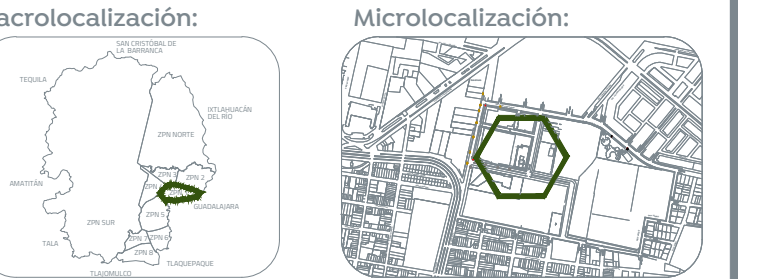 acrolocalización:
Microlocalización:
SAN CRISTÓBAL DE
LA BARRANCA
TEQUILA
IXTLAHUACÁN
DEL RÍO
ZPN NORTE
ZPN 3
ZPN 2
AMATITÁN
GUADALAJARA
ZPN SUR
ZPN 5
TALA
ZPN 7
ZPN 6
ZPN 8
TLAQUEPAQUE
TLAJOMULCO